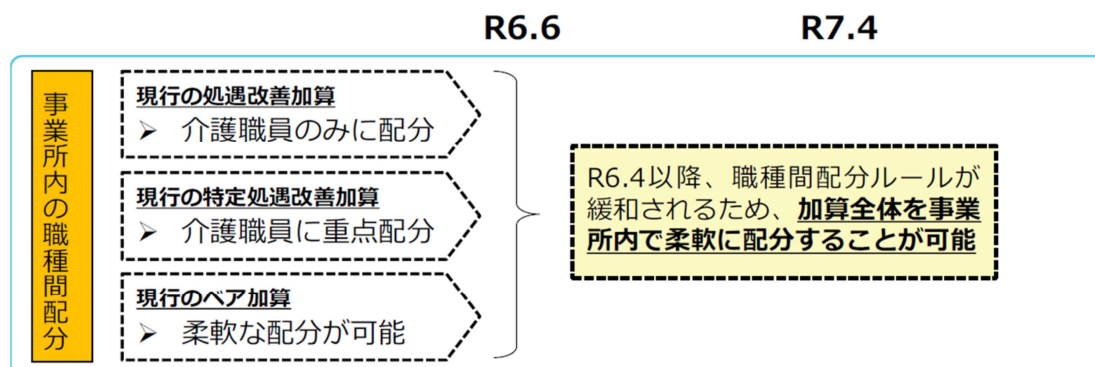 R6.6
R7.4
事業所内の職種間配分
現行の処遇改善加算
➢ 介護職員のみに配分
現行の特定処遇改善加算
➢ 介護職員に重点配分
現行のベア加算
➢ 柔軟な配分が可能
R6.4以降、職種間配分ルールが
緩和されるため、加算全体を事業
所内で柔軟に配分することが可能